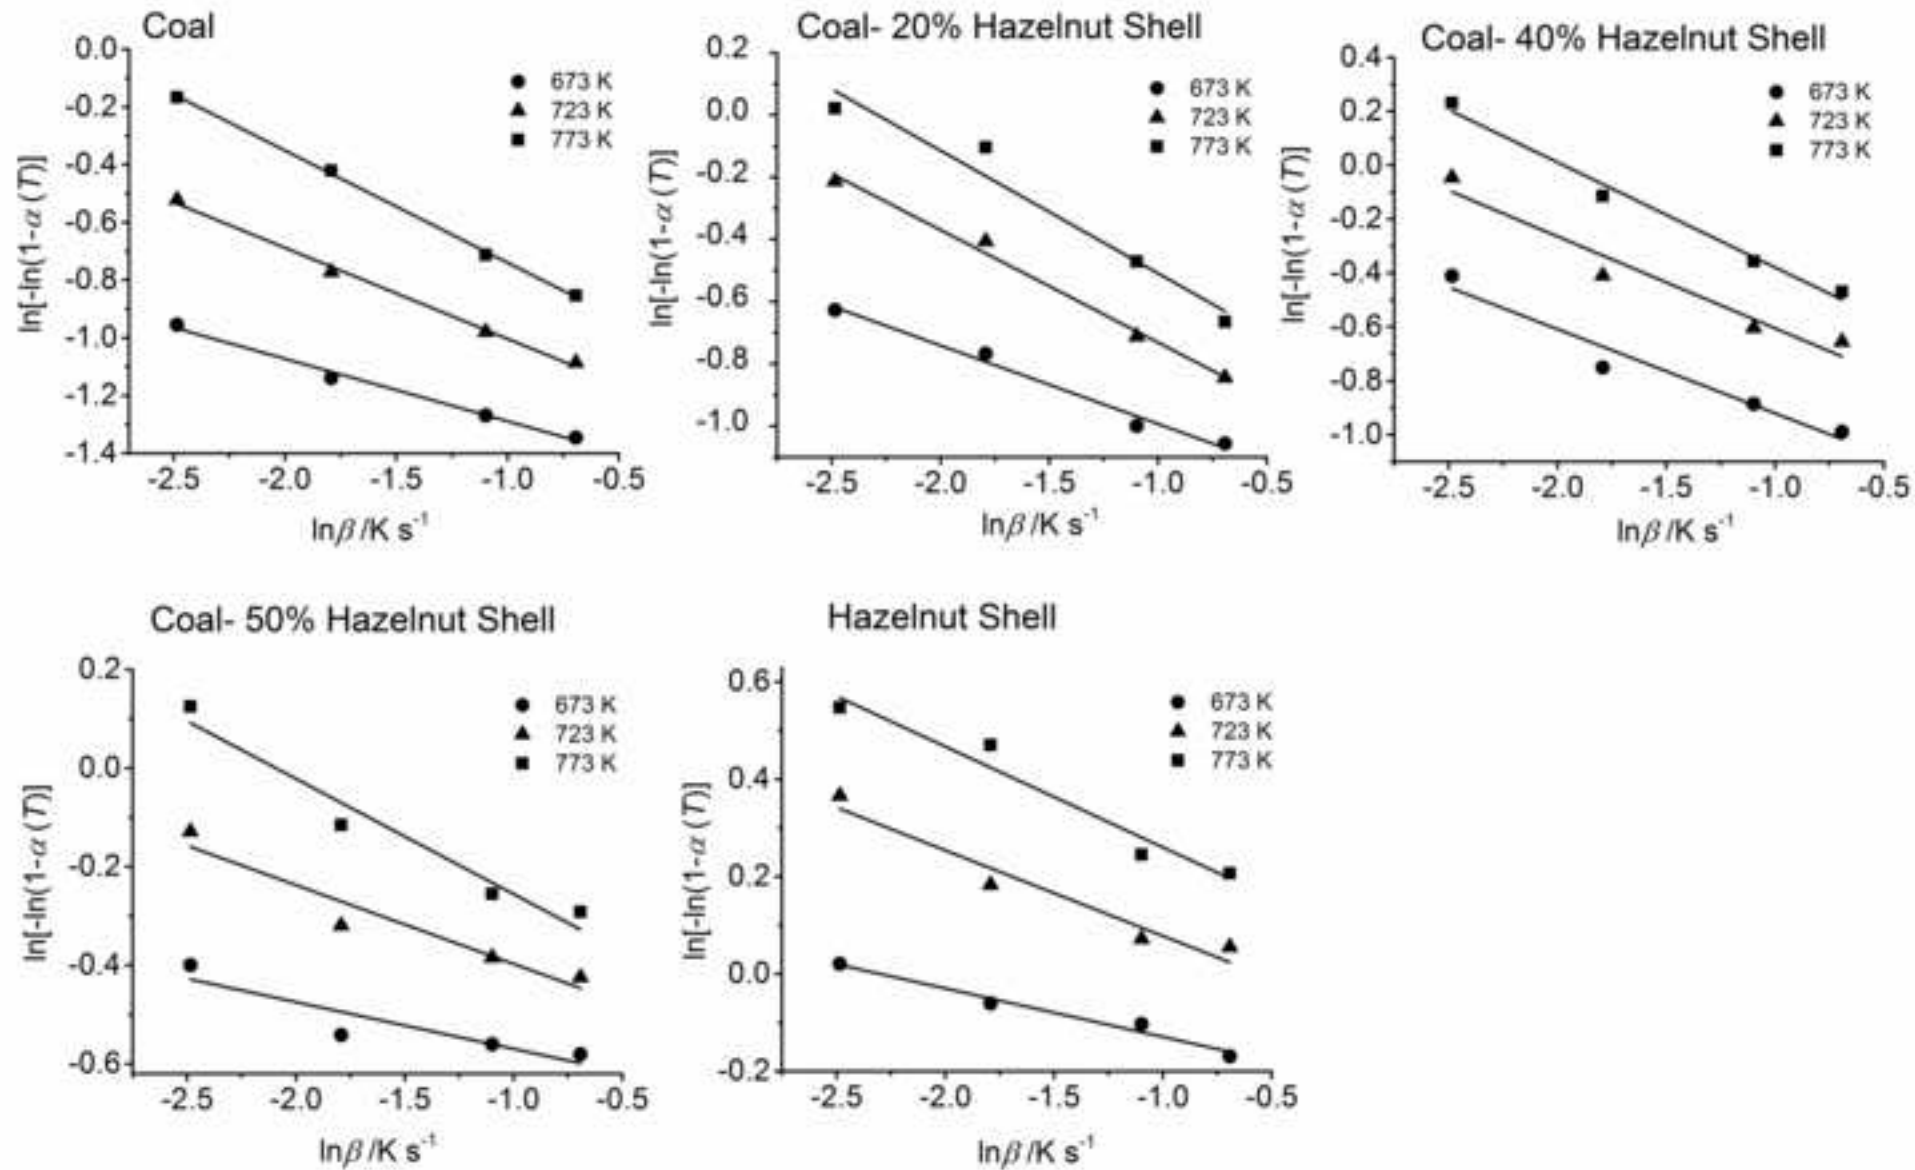 Coal
0.0
-0.2
-0.4
-0.6
-0.8
-1.0
-1.2
-1.4
ln[-ln(1-α (T)]
673 K
723 K
773 K
-2.5 -2.0 -1.5 -1.0 -0.5
lnβ /K s⁻¹
Coal- 20% Hazelnut Shell
0.2
0.0
-0.2
-0.4
-0.6
-0.8
-1.0
ln[-ln(1-α (T)]
673 K
723 K
773 K
-2.5 -2.0 -1.5 -1.0 -0.5
lnβ /K s⁻¹
Coal- 40% Hazelnut Shell
0.4
0.2
0.0
-0.2
-0.4
-0.6
-0.8
-1.0
ln[-ln(1-α (T)]
673 K
723 K
773 K
-2.5 -2.0 -1.5 -1.0 -0.5
lnβ /K s⁻¹
Coal- 50% Hazelnut Shell
0.2
0.0
-0.2
-0.4
-0.6
ln[-ln(1-α (T)]
673 K
723 K
773 K
-2.5 -2.0 -1.5 -1.0 -0.5
lnβ /K s⁻¹
Hazelnut Shell
0.6
0.4
0.2
0.0
-0.2
ln[-ln(1-α (T)]
673 K
723 K
773 K
-2.5 -2.0 -1.5 -1.0 -0.5
lnβ /K s⁻¹